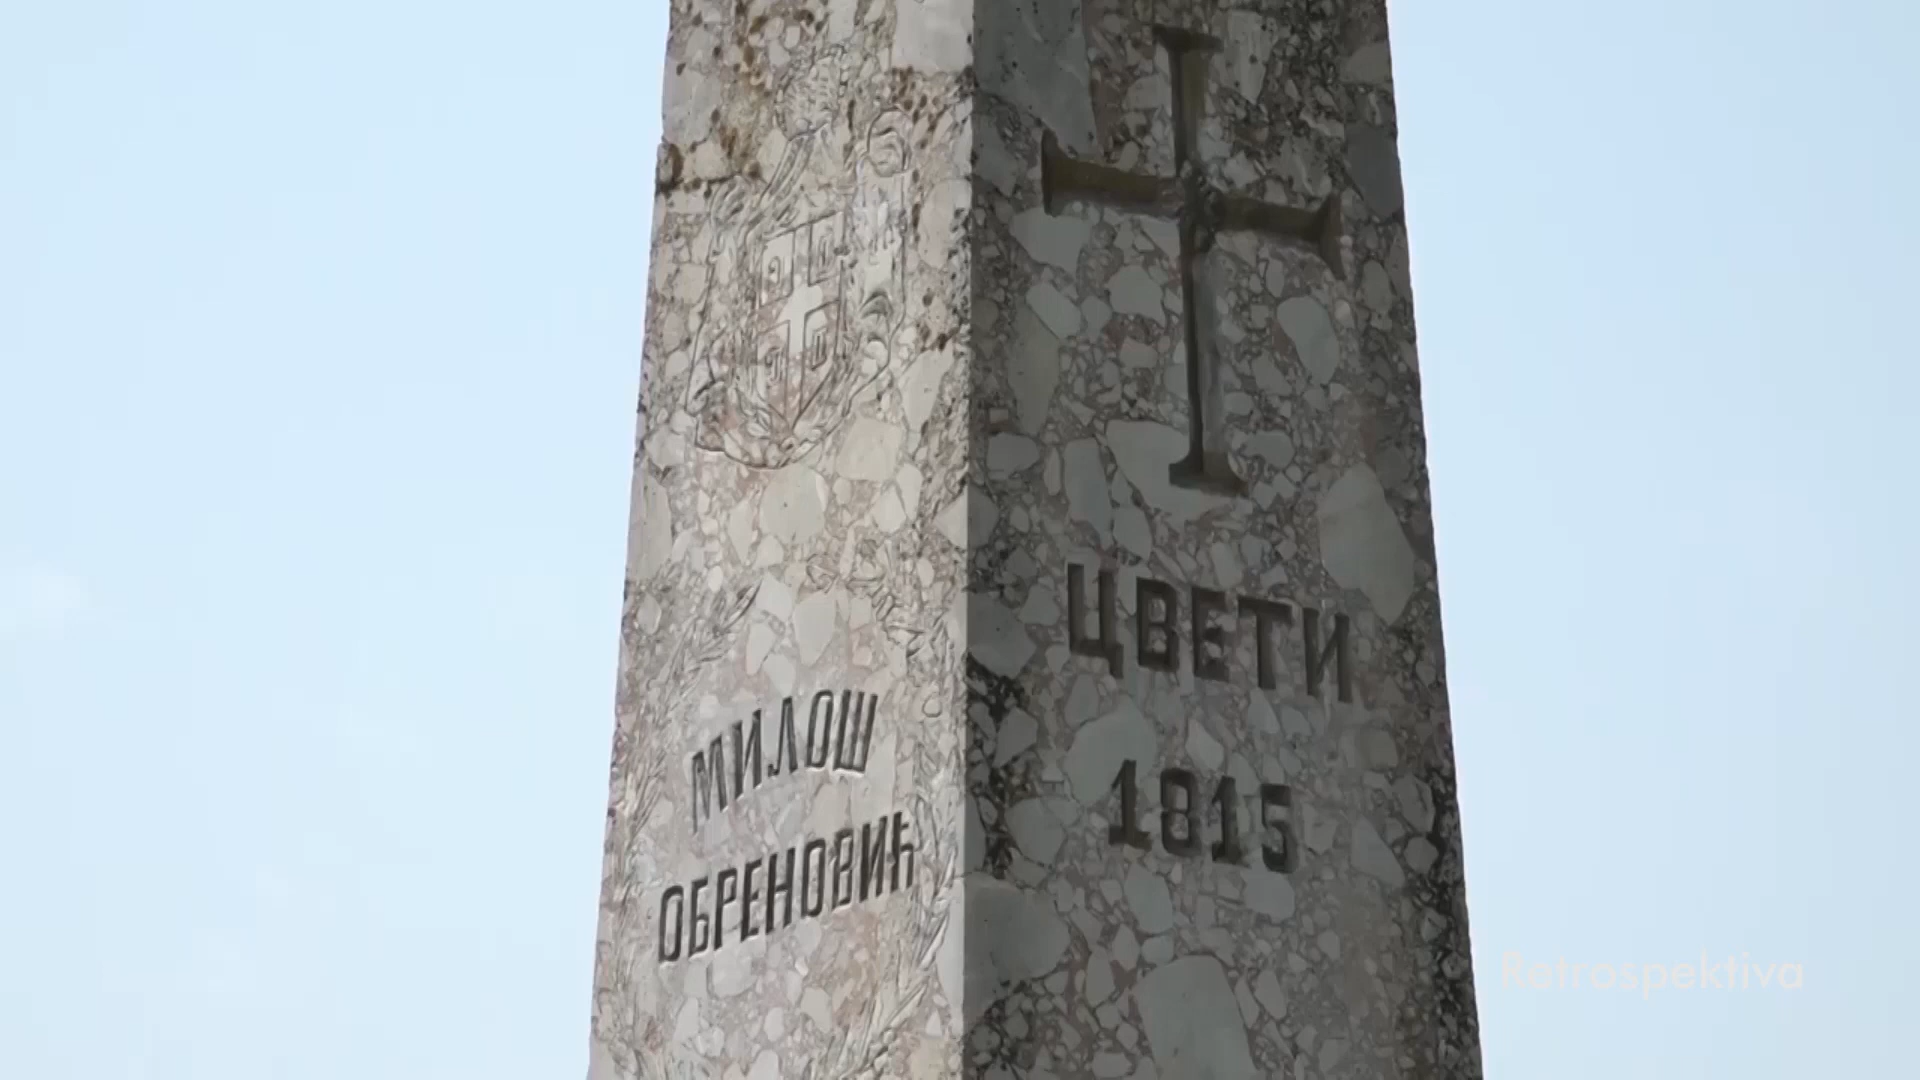 МИЛОШ
ОБРЕНОВИЋ
ЦВЕТИ
1815
Retrospektiva